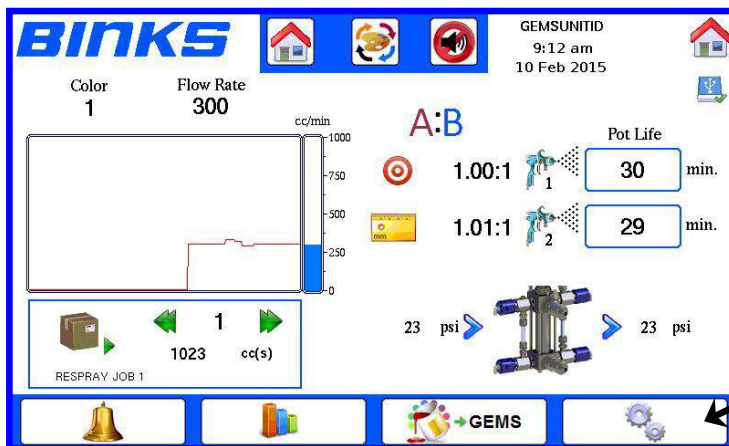 BINKS
GEMSUNITID
9:12 am
10 Feb 2015
Color
1
Flow Rate
300
cc/min
1000
750
500
250
0
A:B
Pot Life
1.00:1
1
30
min.
mm
1.01:1
2
29
min.
23 psi
23 psi
1
1023 cc(s)
RESPRAY JOB 1
GEMS